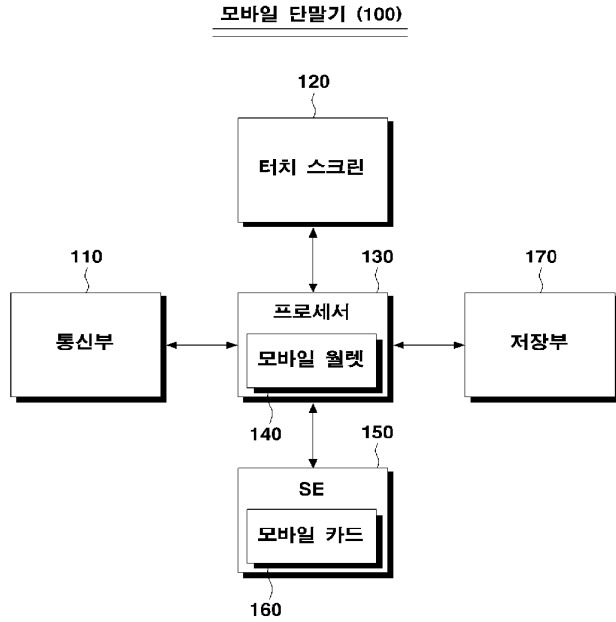 모바일 단말기 (100)
120
터치 스크린
110
130
170
통신부
프로세서
모바일 월렛
저장부
140
150
SE
모바일 카드
160